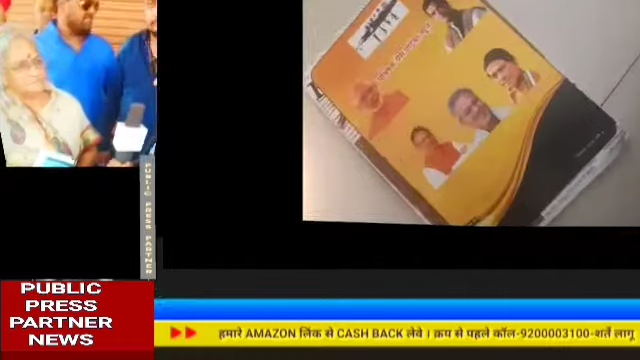 PUBLIC PRESS PARTNER
PUBLIC
PRESS
PARTNER
NEWS
हमारे AMAZON लिंक से CASH BACK लेवे । क्रय से पहले कॉल-9200003100-शर्ते लागू